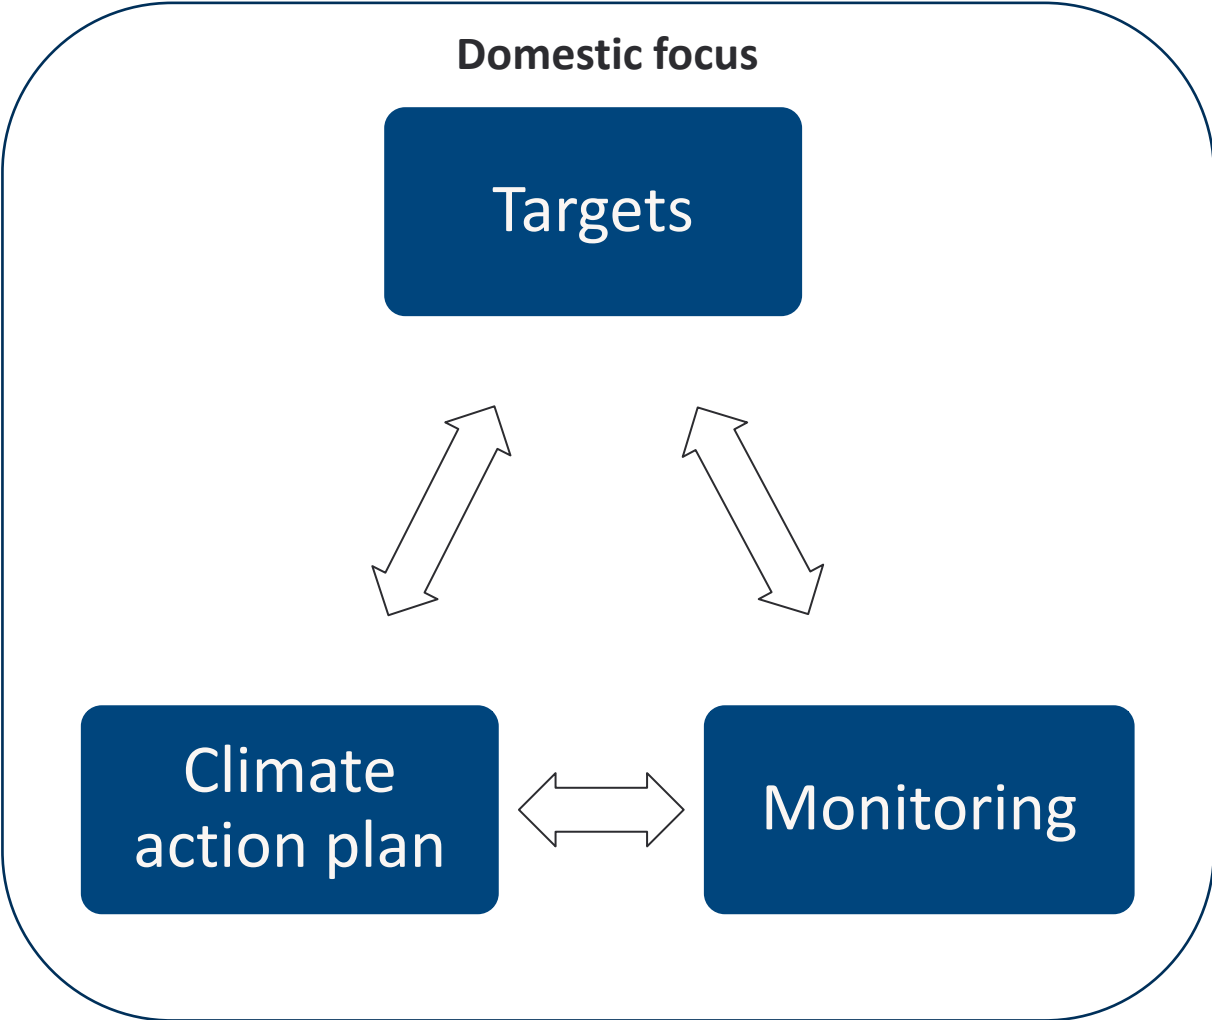 Domestic focus
Targets
Climate
action plan
Monitoring